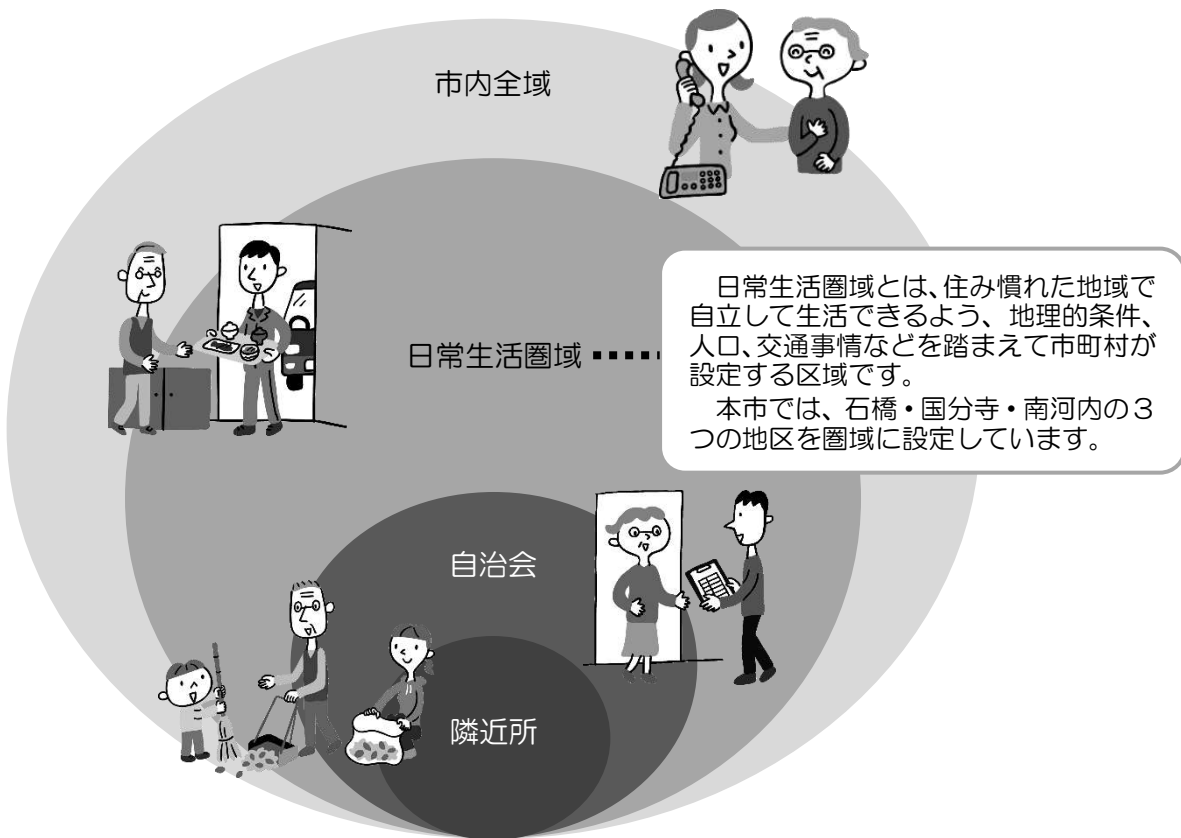 市内全域
日常生活圏域
　日常生活圏域とは、住み慣れた地域で
自立して生活できるよう、地理的条件、
人口、交通事情などを踏まえて市町村が
設定する区域です。
　本市では、石橋・国分寺・南河内の３
つの地区を圏域に設定しています。
自治会
隣近所